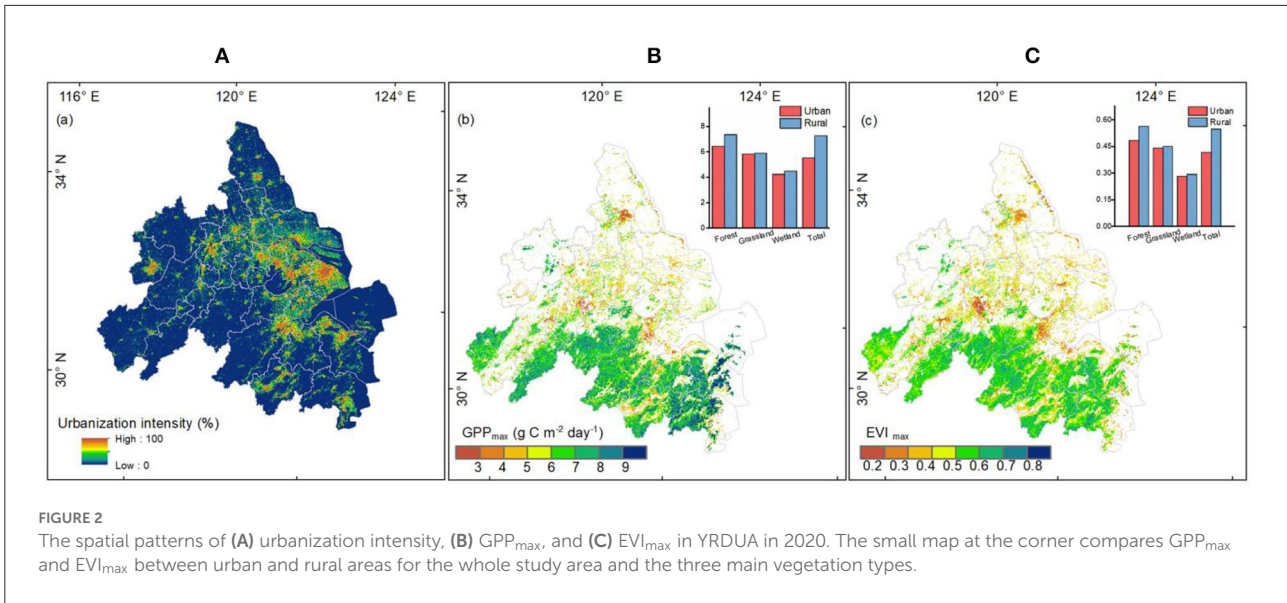 A
B
C
116° E
120° E
124° E
120° E
124° E
120° E
124° E
(a)
34° N
30° N
Urbanization intensity (%)
High : 100
Low : 0
(b)
Urban
Rural
8
6
4
2
0
Forest
Grassland
Wetland
Total
34° N
30° N
GPPmax (g C m-2 day-1)
3 4 5 6 7 8 9
(c)
Urban
Rural
0.60
0.45
0.30
0.15
0.00
Forest
Grassland
Wetland
Total
34° N
30° N
EVI max
0.2 0.3 0.4 0.5 0.6 0.7 0.8
FIGURE 2
The spatial patterns of (A) urbanization intensity, (B) GPPmax, and (C) EVImax in YRDUA in 2020. The small map at the corner compares GPPmax
and EVImax between urban and rural areas for the whole study area and the three main vegetation types.